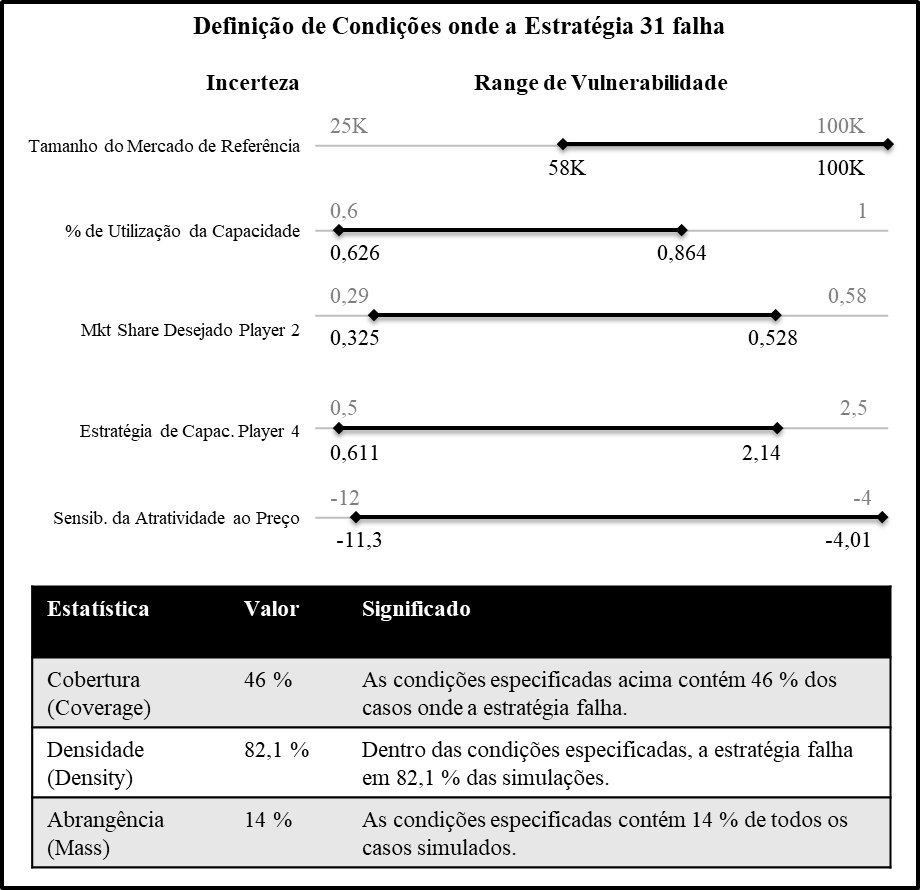 Definição de Condições onde a Estratégia 31 falha
Incerteza Range de Vulnerabilidade
25K 100K
Tamanho do Mercado de Referência
58K 100K
0,6 1
% de Utilização da Capacidade
0,626 0,864
0,29 0,58
Mkt Share Desejado Player 2
0,325 0,528
0,5 2,5
Estratégia de Capac. Player 4
0,611 2,14
-12 -4
Sensib. da Atratividade ao Preço
-11,3 -4,01
Estatística Valor Significado
Cobertura 46 % As condições especificadas acima contém 46 % dos
(Coverage) casos onde a estratégia falha.
Densidade 82,1 % Dentro das condições especificadas, a estratégia falha
(Density) em 82,1 % das simulações.
Abrangência 14 % As condições especificadas contém 14 % de todos os
(Mass) casos simulados.